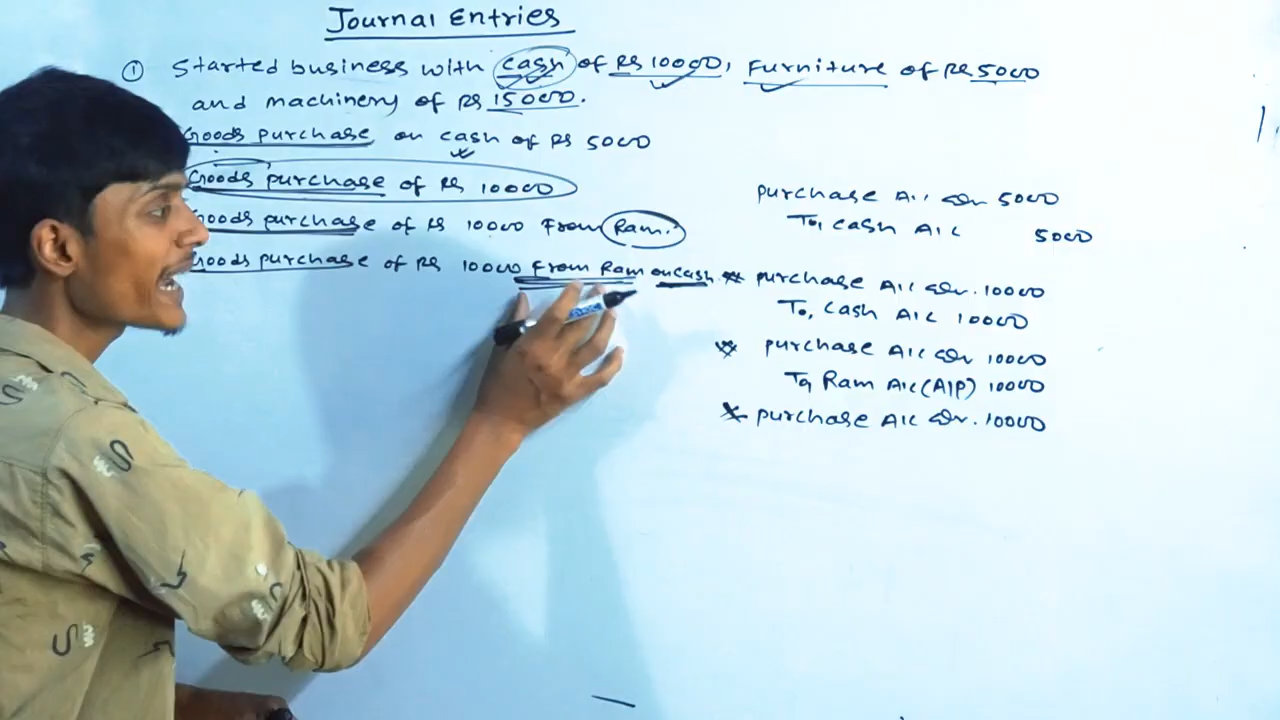 Journal Entries
① Started business with cash of Rs 10000, Furniture of Rs 5000
and machinery of Rs 15000.
Goods purchase on cash of Rs 5000
Goods purchase of Rs 10000
Goods purchase of Rs 10000 From Ram.
Goods purchase of Rs 10000 From Ram on cash
purchase A/c Dr 5000
To, cash A/c 5000
* purchase A/c Dr. 10000
To, cash A/c 10000
* purchase A/c Dr 10000
To Ram A/c (A/P) 10000
* purchase A/c Dr. 10000